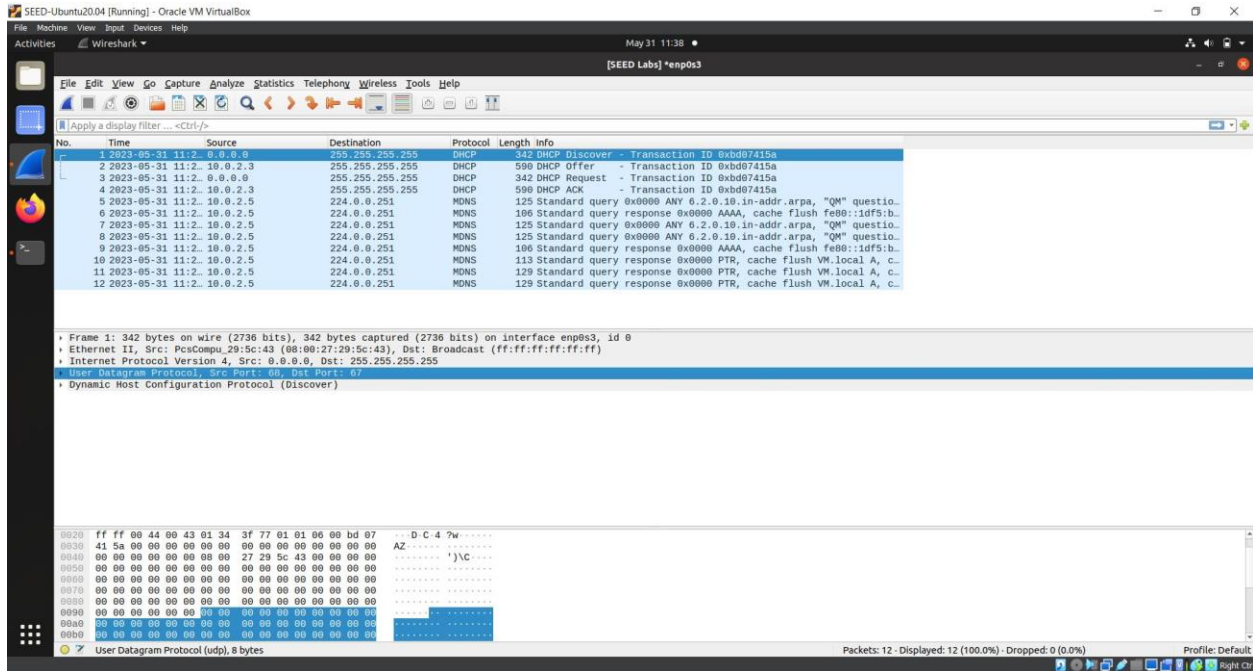 SEED-Ubuntu20.04 [Running] - Oracle VM VirtualBox
File Machine View Input Devices Help
Activities Wireshark May 31 11:38
[SEED Labs] *enp0s3
File Edit View Go Capture Analyze Statistics Telephony Wireless Tools Help
Apply a display filter ... <Ctrl-/>
No. Time Source Destination Protocol Length Info
1 2023-05-31 11:2… 0.0.0.0 255.255.255.255 DHCP 342 DHCP Discover - Transaction ID 0xbd07415a
2 2023-05-31 11:2… 10.0.2.3 255.255.255.255 DHCP 590 DHCP Offer - Transaction ID 0xbd07415a
3 2023-05-31 11:2… 0.0.0.0 255.255.255.255 DHCP 342 DHCP Request - Transaction ID 0xbd07415a
4 2023-05-31 11:2… 10.0.2.3 255.255.255.255 DHCP 590 DHCP ACK - Transaction ID 0xbd07415a
5 2023-05-31 11:2… 10.0.2.5 224.0.0.251 MDNS 125 Standard query 0x0000 ANY 6.2.0.10.in-addr.arpa, "QM" questio…
6 2023-05-31 11:2… 10.0.2.5 224.0.0.251 MDNS 106 Standard query response 0x0000 AAAA, cache flush fe80::1df5:b…
7 2023-05-31 11:2… 10.0.2.5 224.0.0.251 MDNS 125 Standard query 0x0000 ANY 6.2.0.10.in-addr.arpa, "QM" questio…
8 2023-05-31 11:2… 10.0.2.5 224.0.0.251 MDNS 125 Standard query 0x0000 ANY 6.2.0.10.in-addr.arpa, "QM" questio…
9 2023-05-31 11:2… 10.0.2.5 224.0.0.251 MDNS 106 Standard query response 0x0000 AAAA, cache flush fe80::1df5:b…
10 2023-05-31 11:2… 10.0.2.5 224.0.0.251 MDNS 113 Standard query response 0x0000 PTR, cache flush VM.local A, c…
11 2023-05-31 11:2… 10.0.2.5 224.0.0.251 MDNS 129 Standard query response 0x0000 PTR, cache flush VM.local A, c…
12 2023-05-31 11:2… 10.0.2.5 224.0.0.251 MDNS 129 Standard query response 0x0000 PTR, cache flush VM.local A, c…
Frame 1: 342 bytes on wire (2736 bits), 342 bytes captured (2736 bits) on interface enp0s3, id 0
Ethernet II, Src: PcsCompu_29:5c:43 (08:00:27:29:5c:43), Dst: Broadcast (ff:ff:ff:ff:ff:ff)
Internet Protocol Version 4, Src: 0.0.0.0, Dst: 255.255.255.255
User Datagram Protocol, Src Port: 68, Dst Port: 67
Dynamic Host Configuration Protocol (Discover)
0020 ff ff 00 44 00 43 01 34 3f 77 01 01 06 00 bd 07 ···D·C·4 ?w······
0030 41 5a 00 00 00 00 00 00 00 00 00 00 00 00 00 00 AZ······ ········
0040 00 00 00 00 00 00 08 00 27 29 5c 43 00 00 00 00 ········ ')\C····
0050 00 00 00 00 00 00 00 00 00 00 00 00 00 00 00 00 ········ ········
0060 00 00 00 00 00 00 00 00 00 00 00 00 00 00 00 00 ········ ········
0070 00 00 00 00 00 00 00 00 00 00 00 00 00 00 00 00 ········ ········
0080 00 00 00 00 00 00 00 00 00 00 00 00 00 00 00 00 ········ ········
0090 00 00 00 00 00 00 00 00 00 00 00 00 00 00 00 00 ········ ········
00a0 00 00 00 00 00 00 00 00 00 00 00 00 00 00 00 00 ········ ········
00b0 00 00 00 00 00 00 00 00 00 00 00 00 00 00 00 00 ········ ········
User Datagram Protocol (udp), 8 bytes Packets: 12 · Displayed: 12 (100.0%) · Dropped: 0 (0.0%) Profile: Default
Right Ctr